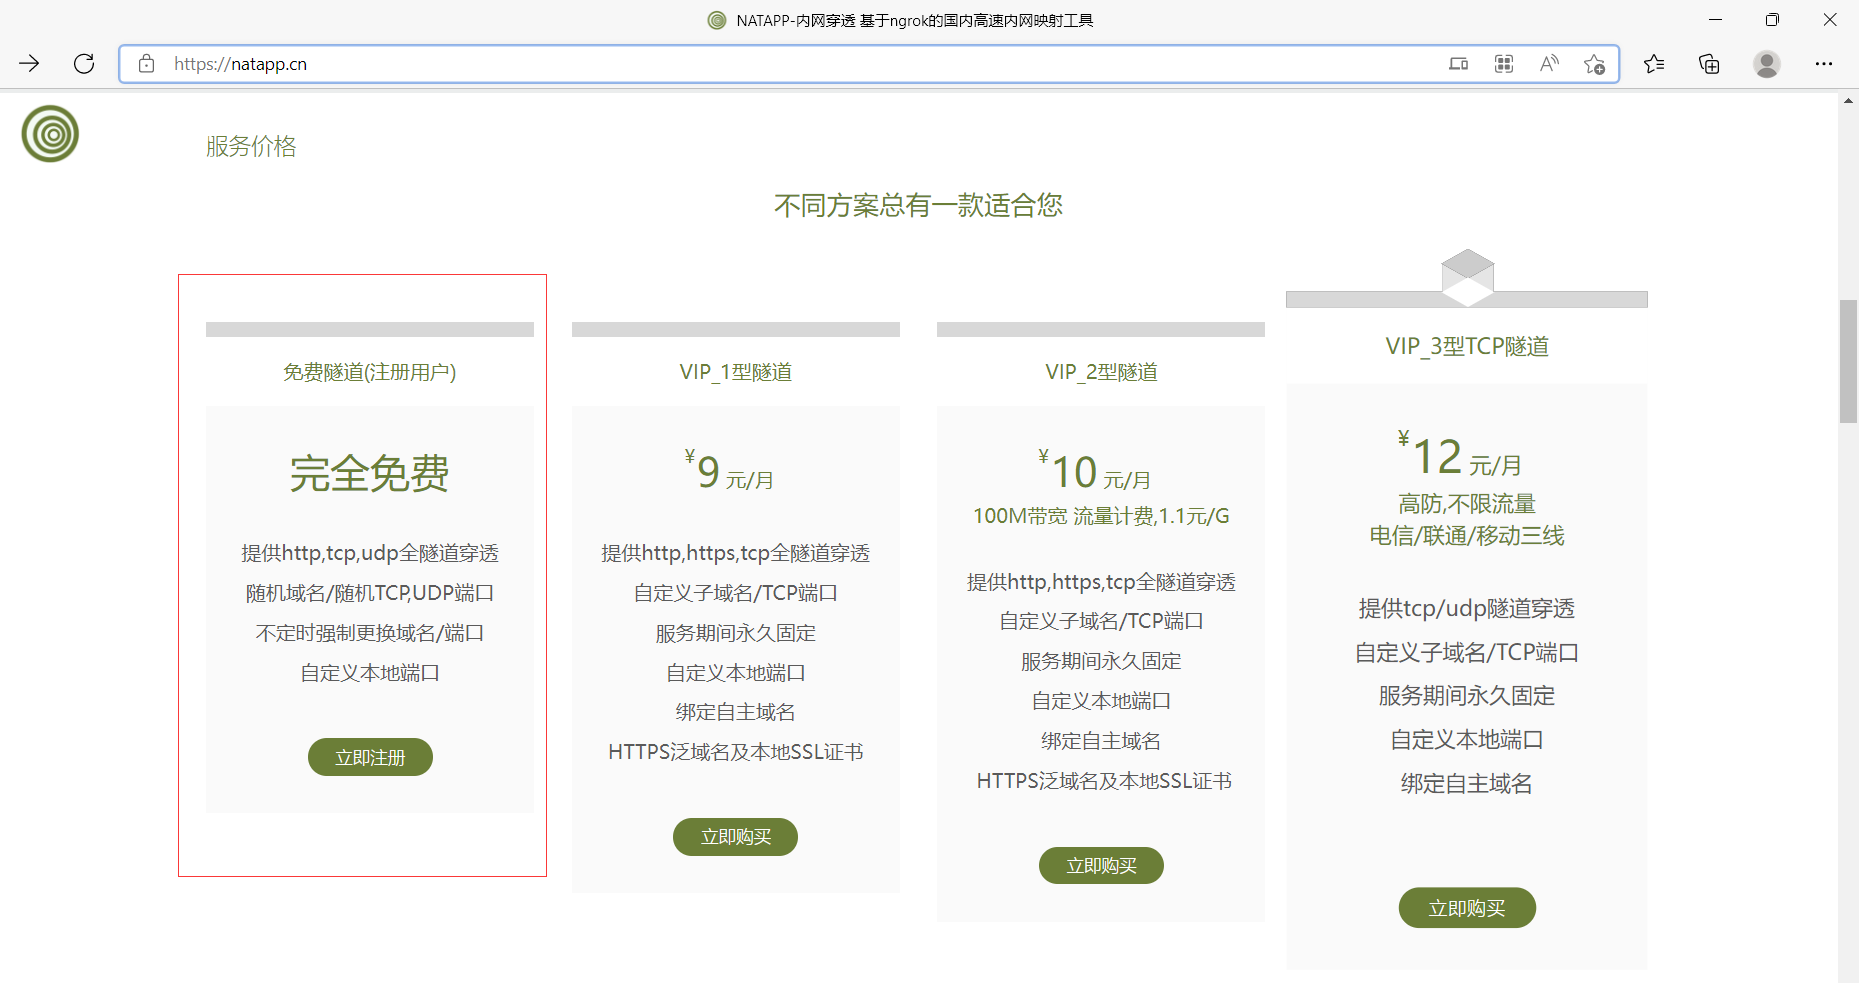 NATAPP-内网穿透 基于ngrok的国内高速内网映射工具
https://natapp.cn
服务价格
不同方案总有一款适合您
免费隧道(注册用户)
完全免费
提供http,tcp,udp全隧道穿透
随机域名/随机TCP,UDP端口
不定时强制更换域名/端口
自定义本地端口
立即注册
VIP_1型隧道
¥9 元/月
提供http,https,tcp全隧道穿透
自定义子域名/TCP端口
服务期间永久固定
自定义本地端口
绑定自主域名
HTTPS泛域名及本地SSL证书
立即购买
VIP_2型隧道
¥10 元/月
100M带宽 流量计费,1.1元/G
提供http,https,tcp全隧道穿透
自定义子域名/TCP端口
服务期间永久固定
自定义本地端口
绑定自主域名
HTTPS泛域名及本地SSL证书
立即购买
VIP_3型TCP隧道
¥12 元/月
高防,不限流量
电信/联通/移动三线
提供tcp/udp隧道穿透
自定义子域名/TCP端口
服务期间永久固定
自定义本地端口
绑定自主域名
立即购买